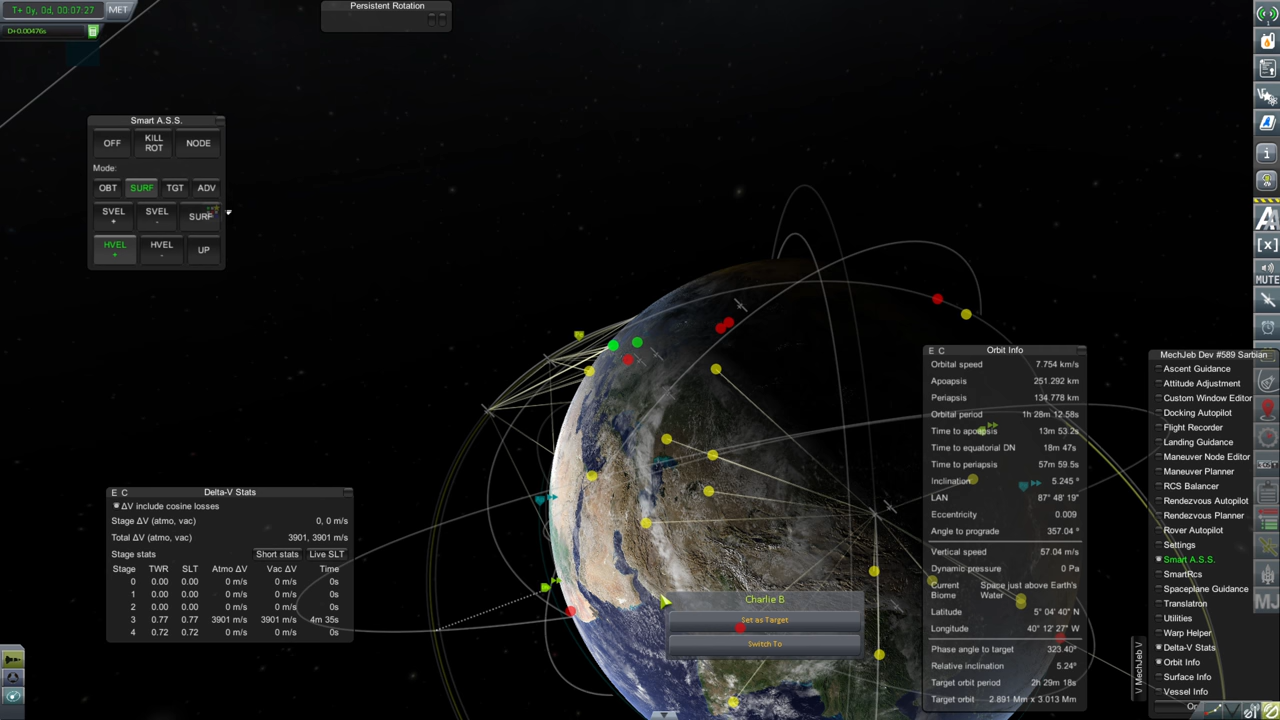 T+ 0y, 0d, 00:07:27 MET
D+0.00476s
Persistent Rotation
Smart A.S.S.
OFF KILL ROT NODE
Mode:
OBT SURF TGT ADV
SVEL + SVEL - SURF
HVEL + HVEL - UP
E C Delta-V Stats
ΔV include cosine losses
Stage ΔV (atmo, vac) 0, 0 m/s
Total ΔV (atmo, vac) 3901, 3901 m/s
Stage stats Short stats Live SLT
Stage TWR SLT Atmo ΔV Vac ΔV Time
0 0.00 0.00 0 m/s 0 m/s 0s
1 0.00 0.00 0 m/s 0 m/s 0s
2 0.00 0.00 0 m/s 0 m/s 0s
3 0.77 0.77 3901 m/s 3901 m/s 4m 35s
4 0.72 0.72 0 m/s 0 m/s 0s
Charlie B
Set as Target
Switch To
E C Orbit Info
Orbital speed 7.754 km/s
Apoapsis 251.292 km
Periapsis 134.778 km
Orbital period 1h 28m 12.58s
Time to apoapsis 13m 53.2s
Time to equatorial DN 18m 47s
Time to periapsis 57m 59.5s
Inclination 5.245 °
LAN 87° 48' 19"
Eccentricity 0.009
Angle to prograde 357.04 °
Vertical speed 57.04 m/s
Dynamic pressure 0 Pa
Current Biome Space just above Earth's Water
Latitude 5° 04' 40" N
Longitude 40° 12' 27" W
Phase angle to target 323.40°
Relative inclination 5.24°
Target orbit period 2h 29m 18s
Target orbit 2.891 Mm x 3.013 Mm
V MechJeb V
MechJeb Dev #589 Sarbian
Ascent Guidance
Attitude Adjustment
Custom Window Editor
Docking Autopilot
Flight Recorder
Landing Guidance
Maneuver Node Editor
Maneuver Planner
RCS Balancer
Rendezvous Autopilot
Rendezvous Planner
Rover Autopilot
Settings
Smart A.S.S.
SmartRcs
Spaceplane Guidance
Translatron
Utilities
Warp Helper
Delta-V Stats
Orbit Info
Surface Info
Vessel Info
A
[x]
MUTE
MJ